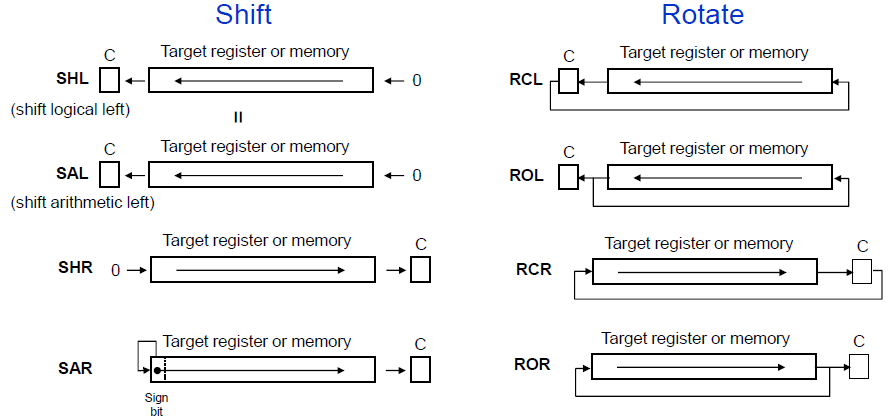 Shift
C
Target register or memory
SHL
0
(shift logical left)
=
C
Target register or memory
SAL
0
(shift arithmetic left)
Target register or memory
C
SHR
0
Target register or memory
C
SAR
Sign
bit
Rotate
C
Target register or memory
RCL
C
Target register or memory
ROL
Target register or memory
C
RCR
Target register or memory
C
ROR